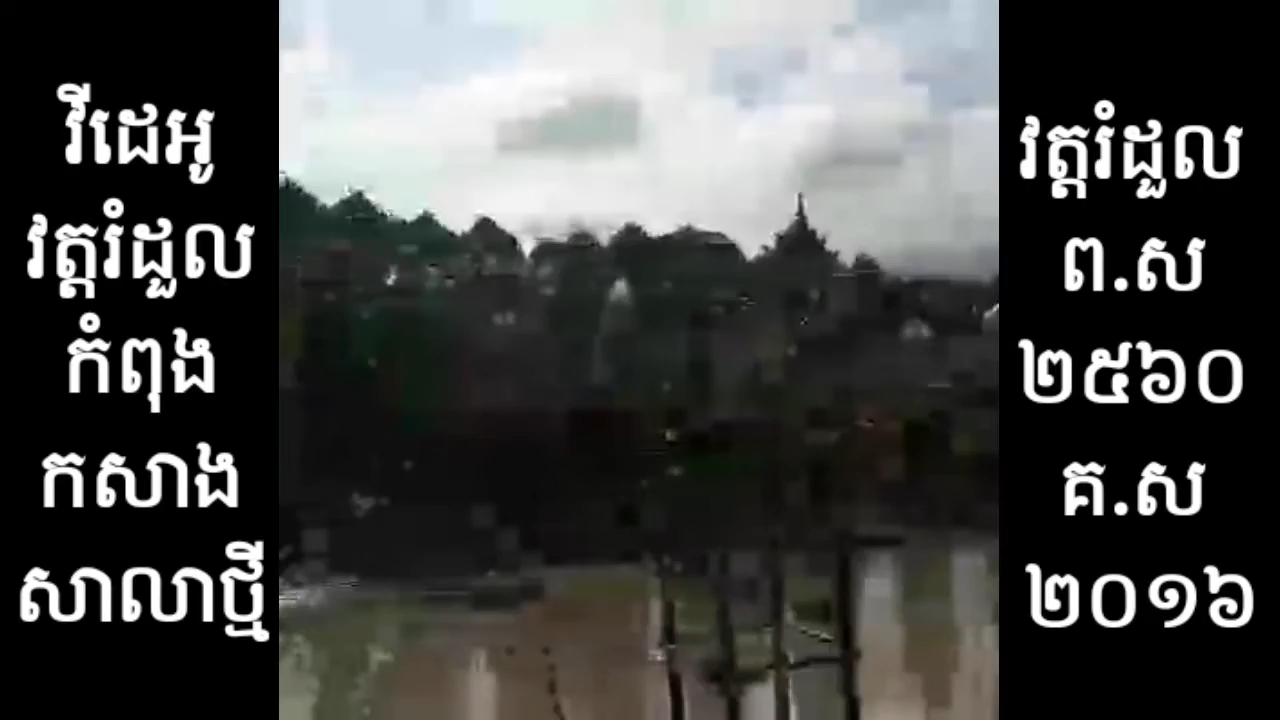 វីដេអូ
វត្តរំដួល
កំពុង
កសាង
សាលាថ្មី
វត្តរំដួល
ព.ស
២៥៦០
គ.ស
២០១៦